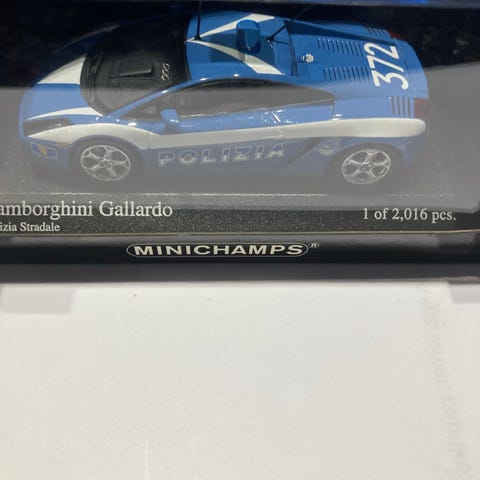 372
POLIZIA
amborghini Gallardo
1 of 2,016 pcs.
izia Stradale
MINICHAMPS®